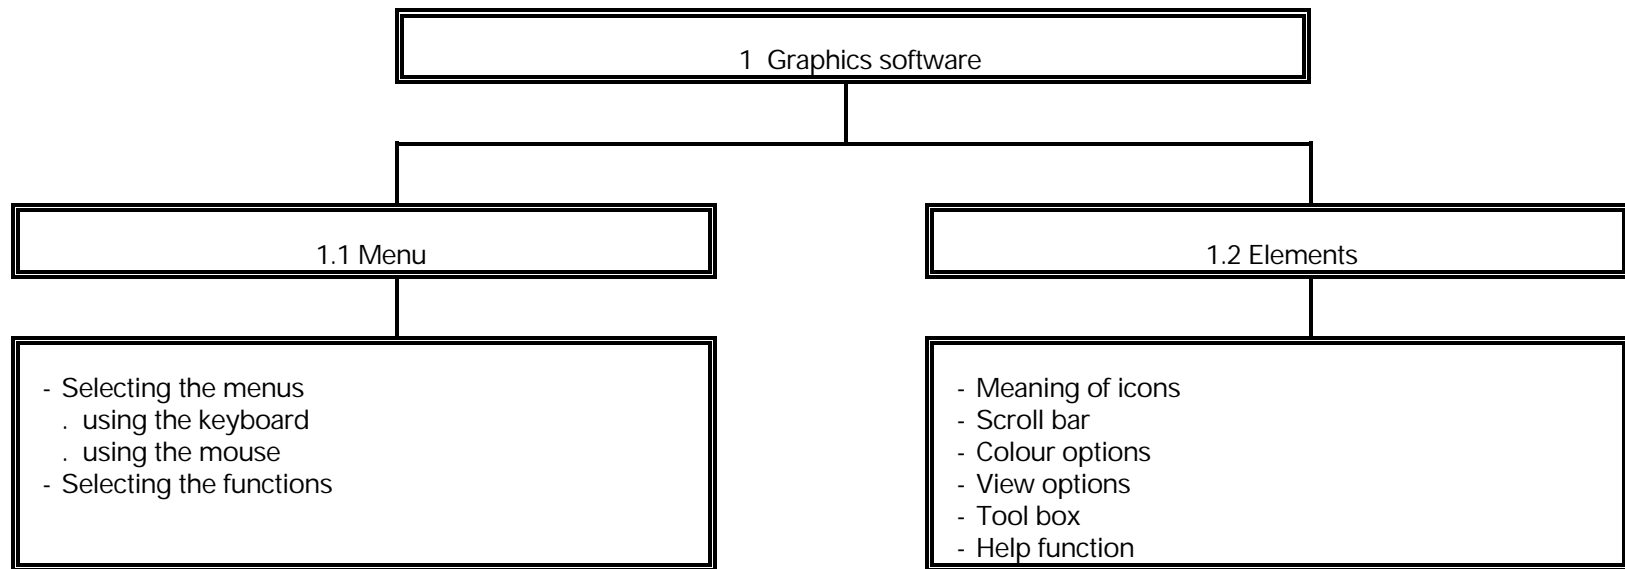 1 Graphics software
1.1 Menu
- Selecting the menus
. using the keyboard
. using the mouse
- Selecting the functions
1.2 Elements
- Meaning of icons
- Scroll bar
- Colour options
- View options
- Tool box
- Help function